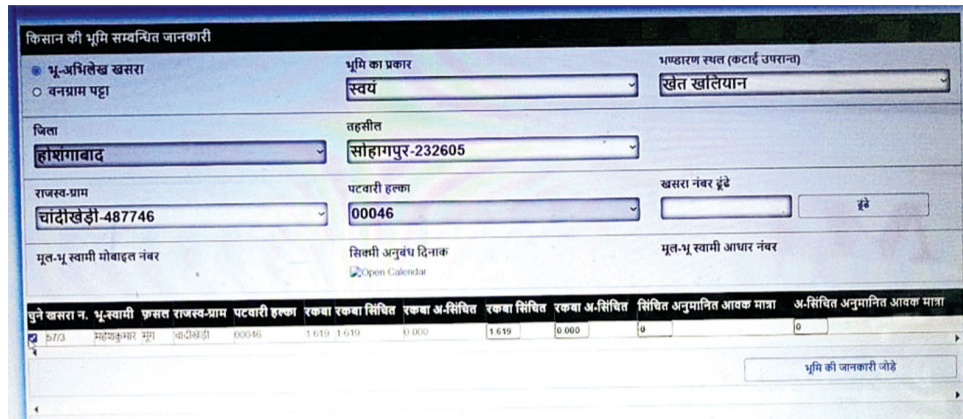 किसान की भूमि सम्बन्धित जानकारी
भू-अभिलेख खसरा
वनग्राम पट्टा
भूमि का प्रकार
स्वयं
भण्डारण स्थल (कटाई उपरान्त)
खेत खलियान
जिला
होशंगाबाद
तहसील
सोहागपुर-232605
राजस्व-ग्राम
चांदीखेड़ी-487746
पटवारी हल्का
00046
खसरा नंबर ढूंढे
ढूंढे
मूल-भू स्वामी मोबाइल नंबर
सिक्मी अनुबंध दिनाक
Open Calendar
मूल-भू स्वामी आधार नंबर
चुने खसरा न. भू-स्वामी फ़सल राजस्व-ग्राम पटवारी हल्का रकबा रकबा सिंचित रकबा अ-सिंचित रकबा सिंचित रकबा अ-सिंचित सिंचित अनुमानित आवक मात्रा अ-सिंचित अनुमानित आवक मात्रा
57/3 महेशकुमार मूंग चांदीखेड़ी 00046 1.619 1.619 0.000 1.619 0.000 0 0
भूमि की जानकारी जोड़े